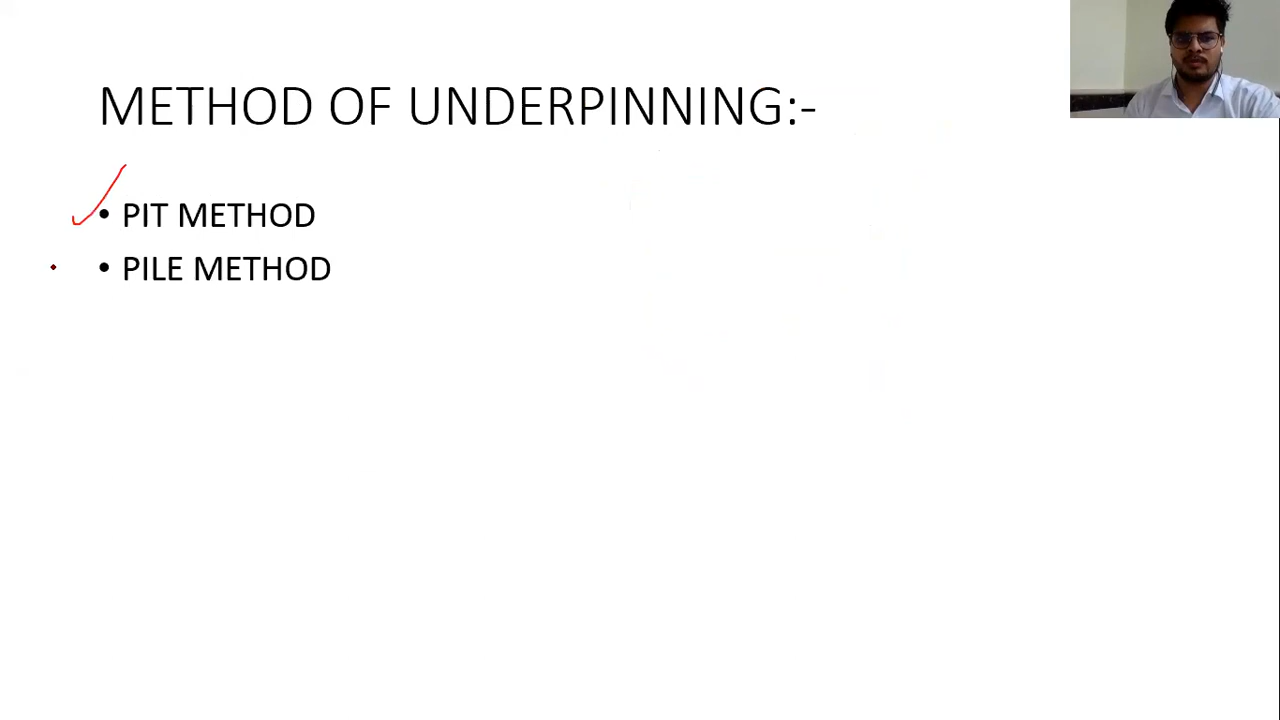 METHOD OF UNDERPINNING:-
• PIT METHOD
• PILE METHOD